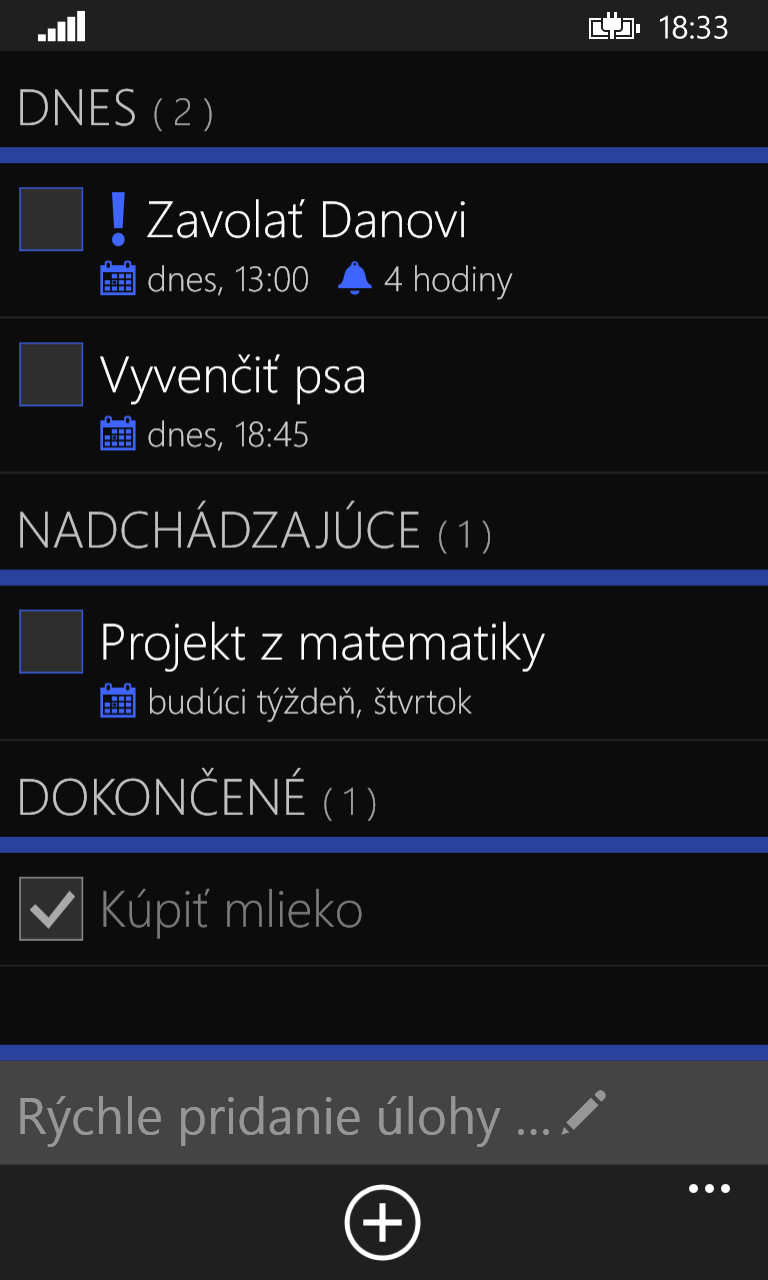 18:33
DNES ( 2 )
! Zavolať Danovi
dnes, 13:00 4 hodiny
Vyvenčiť psa
dnes, 18:45
NADCHÁDZAJÚCE ( 1 )
Projekt z matematiky
budúci týždeň, štvrtok
DOKONČENÉ ( 1 )
Kúpiť mlieko
Rýchle pridanie úlohy ...